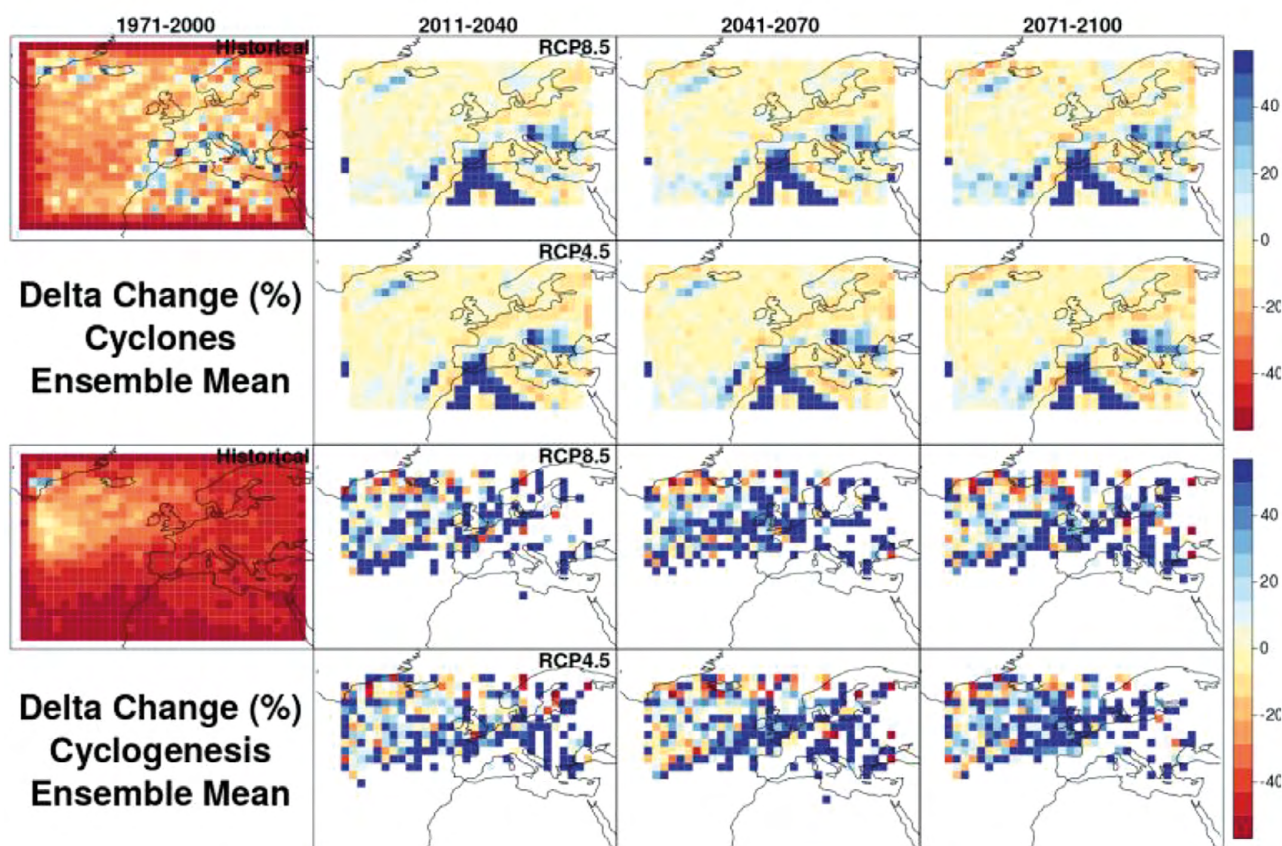 1971-2000 2011-2040 2041-2070 2071-2100
Historical RCP8.5
40
20
0
-20
-40
RCP4.5
Delta Change (%)
Cyclones
Ensemble Mean
Historical RCP8.5
40
20
0
-20
-40
RCP4.5
Delta Change (%)
Cyclogenesis
Ensemble Mean